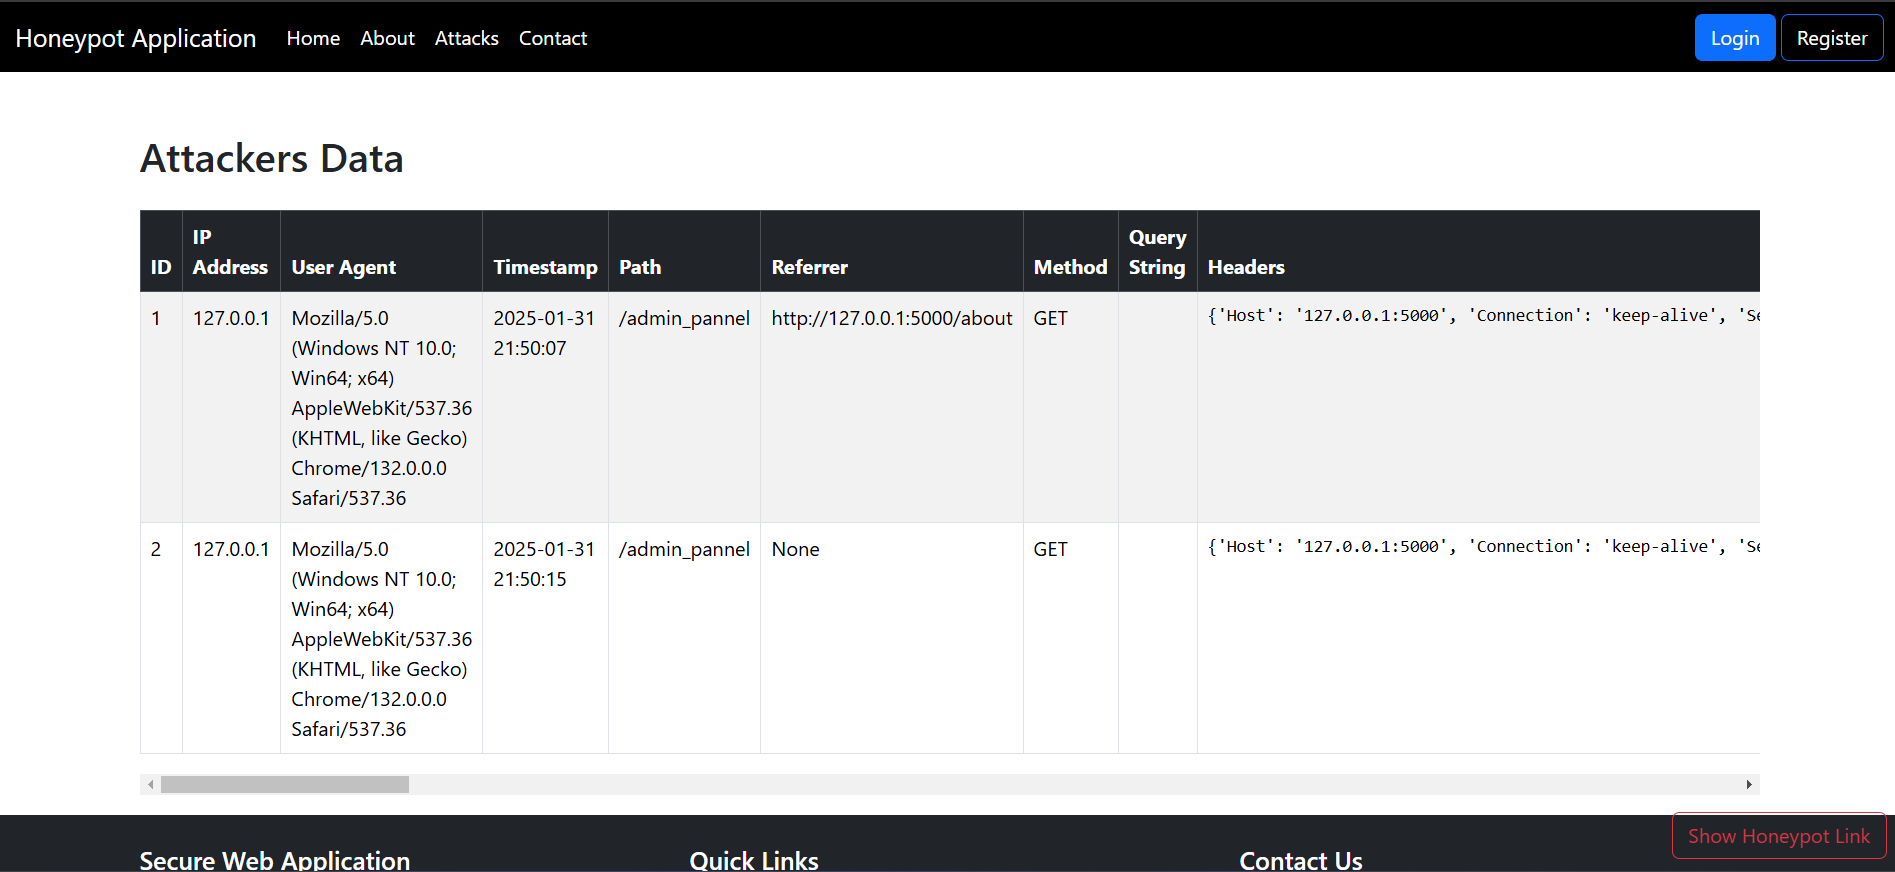 Honeypot Application Home About Attacks Contact Login Register
Attackers Data
ID IP Address User Agent Timestamp Path Referrer Method Query String Headers
1 127.0.0.1 Mozilla/5.0 2025-01-31 /admin_pannel http://127.0.0.1:5000/about GET {'Host': '127.0.0.1:5000', 'Connection': 'keep-alive', 'Se
(Windows NT 10.0; 21:50:07
Win64; x64)
AppleWebKit/537.36
(KHTML, like Gecko)
Chrome/132.0.0.0
Safari/537.36
2 127.0.0.1 Mozilla/5.0 2025-01-31 /admin_pannel None GET {'Host': '127.0.0.1:5000', 'Connection': 'keep-alive', 'Se
(Windows NT 10.0; 21:50:15
Win64; x64)
AppleWebKit/537.36
(KHTML, like Gecko)
Chrome/132.0.0.0
Safari/537.36
Show Honeypot Link
Secure Web Application Quick Links Contact Us